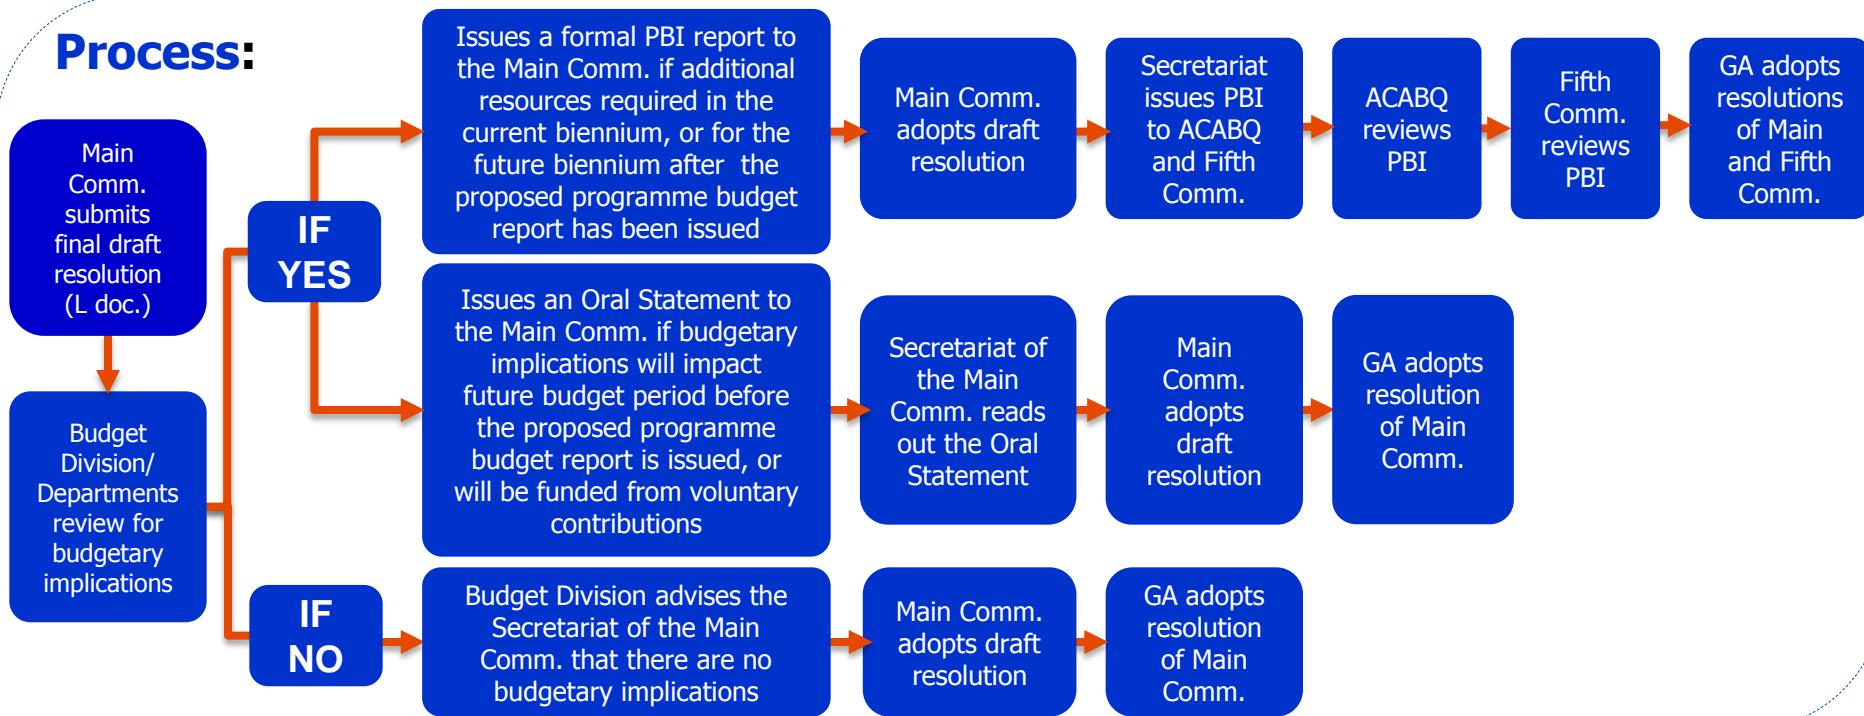 Process:
Main
Comm.
submits
final draft
resolution
(L doc.)
Budget
Division/
Departments
review for
budgetary
implications
IF
YES
Issues a formal PBI report to
the Main Comm. if additional
resources required in the
current biennium, or for the
future biennium after the
proposed programme budget
report has been issued
Main Comm.
adopts draft
resolution
Secretariat
issues PBI
to ACABQ
and Fifth
Comm.
ACABQ
reviews
PBI
Fifth
Comm.
reviews
PBI
GA adopts
resolutions
of Main
and Fifth
Comm.
Issues an Oral Statement to
the Main Comm. if budgetary
implications will impact
future budget period before
the proposed programme
budget report is issued, or
will be funded from voluntary
contributions
Secretariat of
the Main
Comm. reads
out the Oral
Statement
Main
Comm.
adopts
draft
resolution
GA adopts
resolution
of Main
Comm.
IF
NO
Budget Division advises the
Secretariat of the Main
Comm. that there are no
budgetary implications
Main Comm.
adopts draft
resolution
GA adopts
resolution
of Main
Comm.